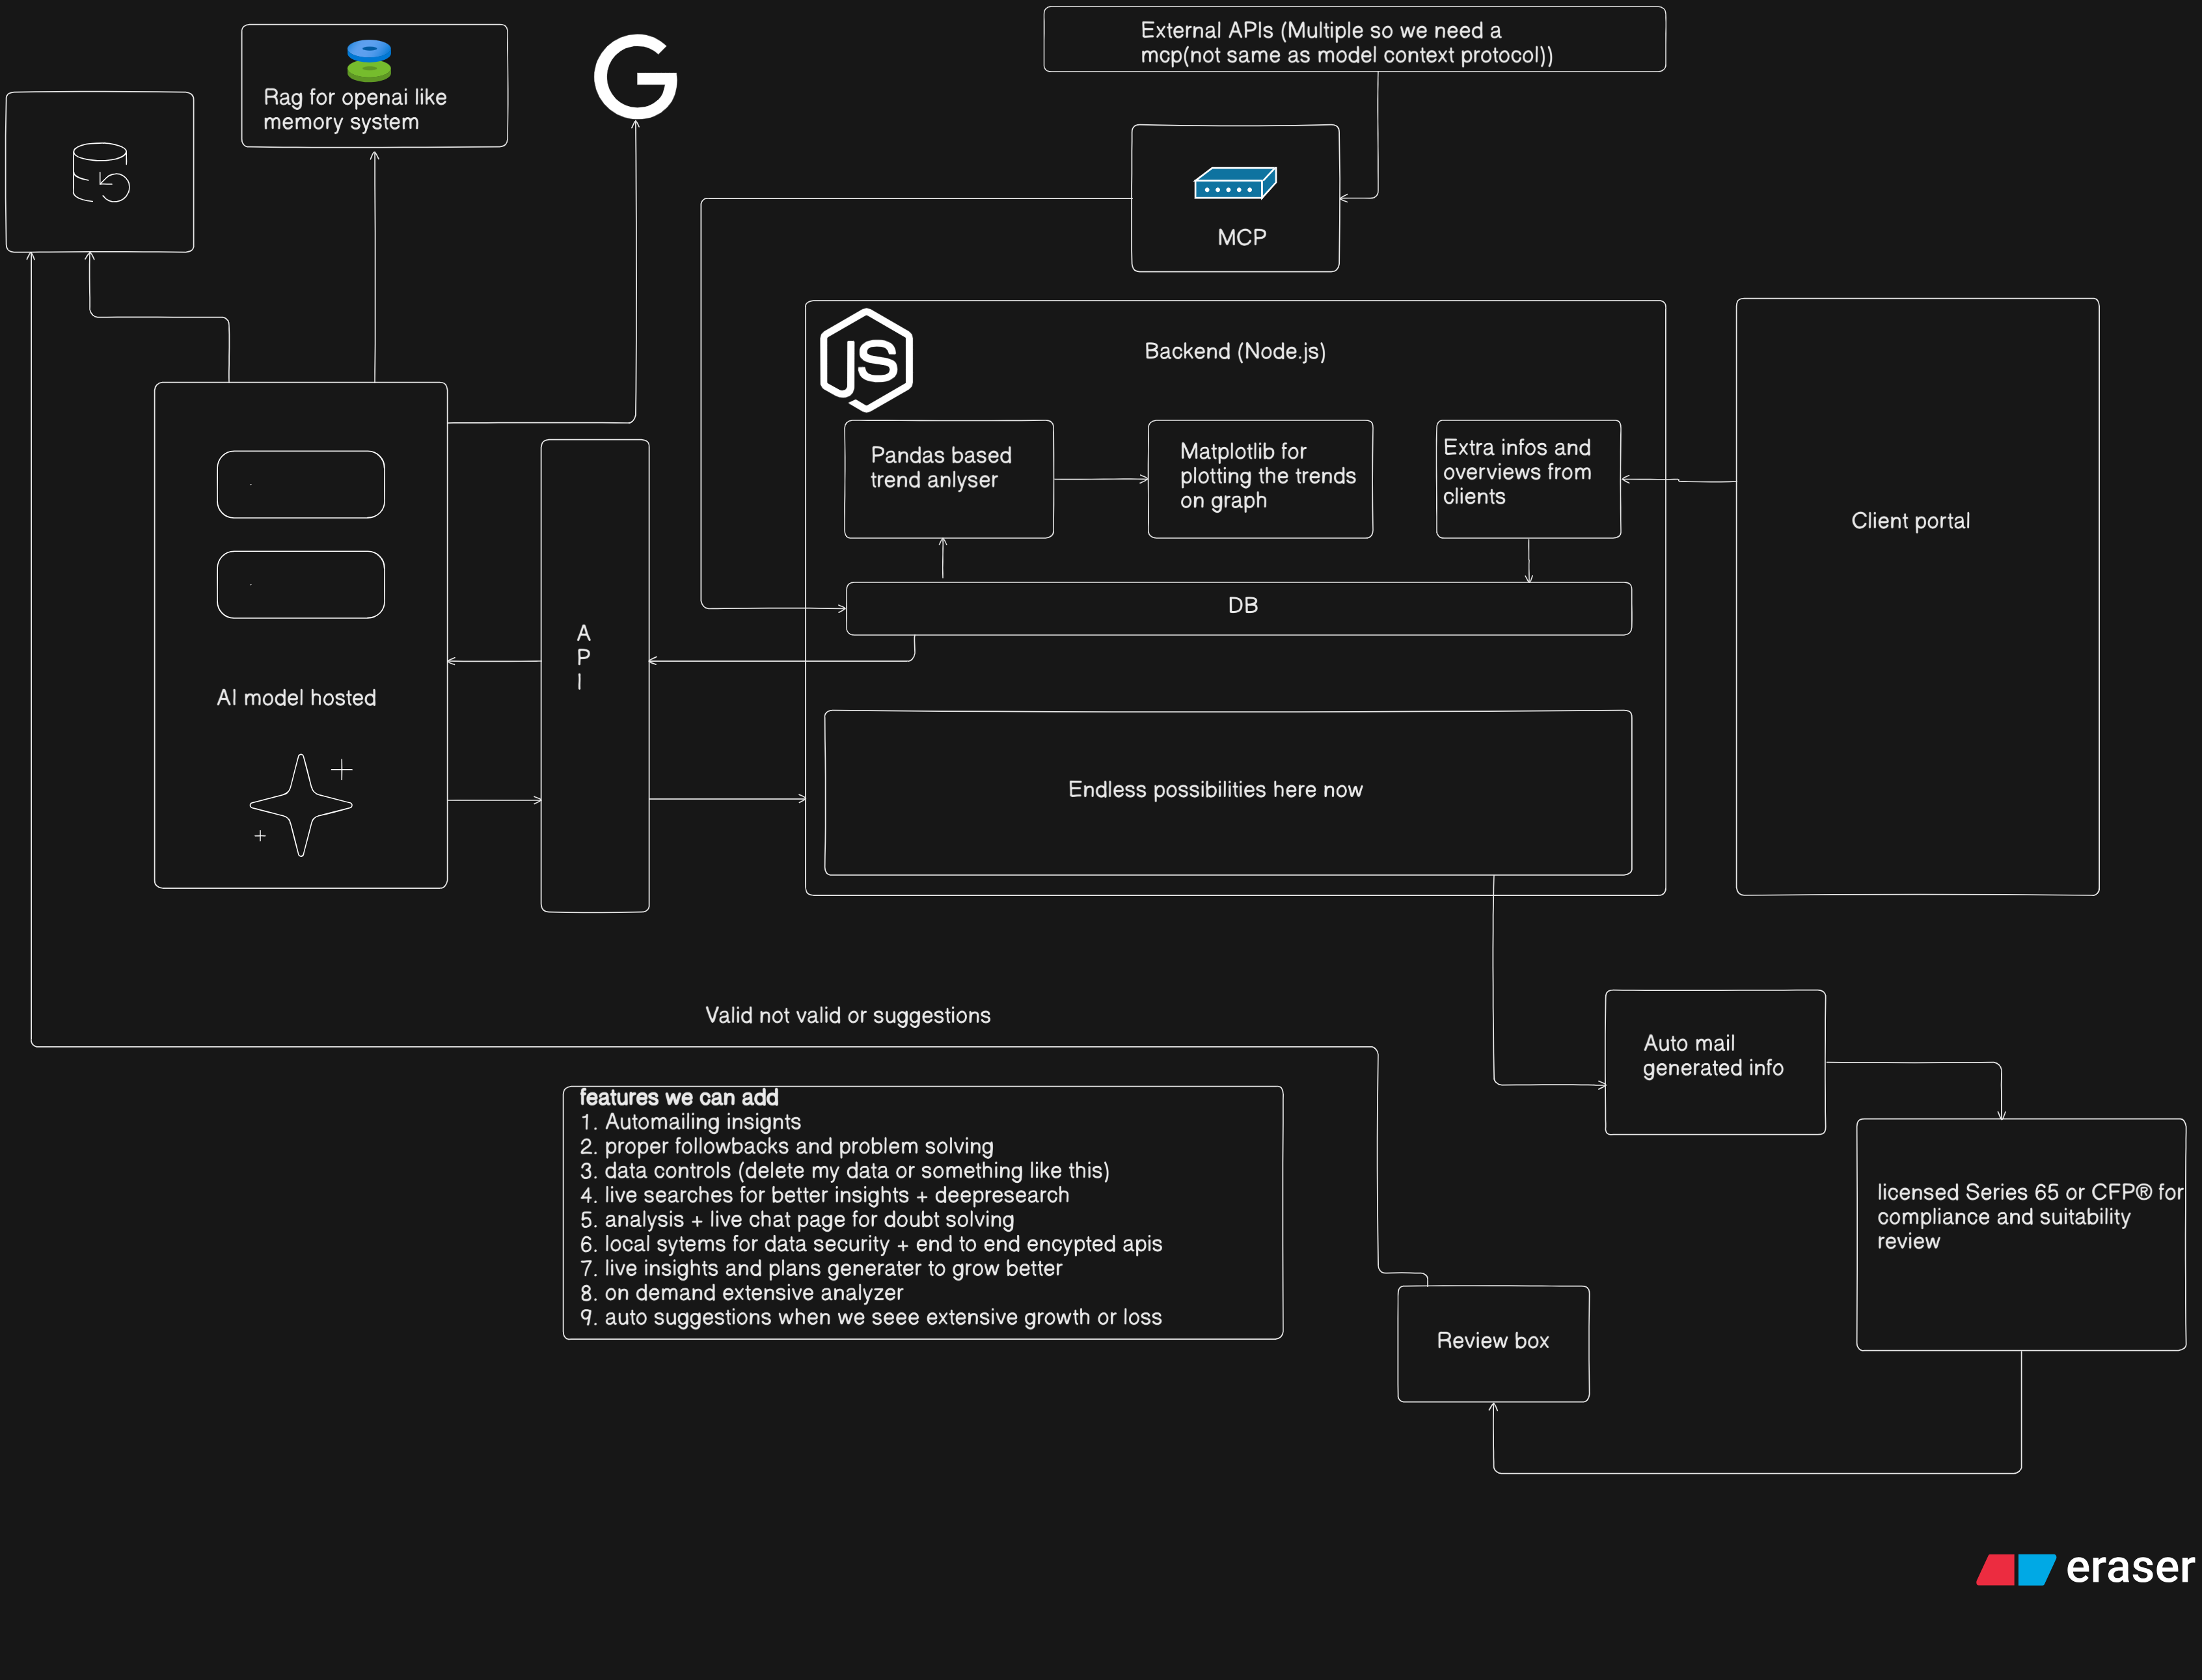 External APIs (Multiple so we need a
mcp(not same as model context protocol))
Rag for openai like
memory system
MCP
JS
Backend (Node.js)
Pandas based
trend anlyser
Matplotlib for
plotting the trends
on graph
Extra infos and
overviews from
clients
Client portal
DB
A
P
I
AI model hosted
Endless possibilities here now
Valid not valid or suggestions
Auto mail
generated info
features we can add
1. Automailing insignts
2. proper followbacks and problem solving
3. data controls (delete my data or something like this)
4. live searches for better insights + deepresearch
5. analysis + live chat page for doubt solving
6. local sytems for data security + end to end encypted apis
7. live insights and plans generater to grow better
8. on demand extensive analyzer
9. auto suggestions when we seee extensive growth or loss
licensed Series 65 or CFP® for
compliance and suitability
review
Review box
eraser